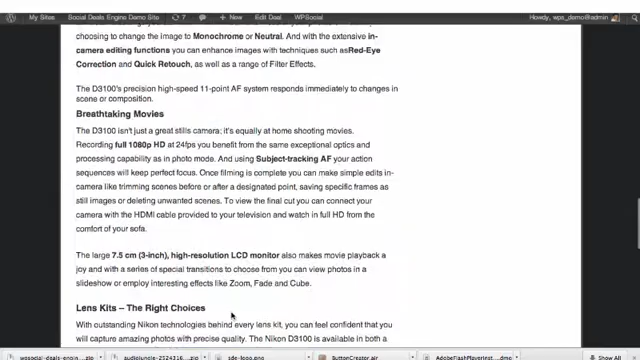 My Sites Social Deals Engine Demo Site 7 + New Edit Deal WPSocial Howdy, wps_demo@admin
choosing to change the image to Monochrome or Neutral. And with the extensive in-
camera editing functions you can enhance images with techniques such asRed-Eye
Correction and Quick Retouch, as well as a range of Filter Effects.
The D3100's precision high-speed 11-point AF system responds immediately to changes in
scene or composition.
Breathtaking Movies
The D3100 isn't just a great stills camera; it's equally at home shooting movies.
Recording full 1080p HD at 24fps you benefit from the same exceptional optics and
processing capability as in photo mode. And using Subject-tracking AF your action
sequences will keep perfect focus. Once filming is complete you can make simple edits in-
camera like trimming scenes before or after a designated point, saving specific frames as
still images or deleting unwanted scenes. To view the final cut you can connect your
camera with the HDMI cable provided to your television and watch in full HD from the
comfort of your sofa.
The large 7.5 cm (3-inch), high-resolution LCD monitor also makes movie playback a
joy and with a series of special transitions to choose from you can view photos in a
slideshow or employ interesting effects like Zoom, Fade and Cube.
Lens Kits – The Right Choices
With outstanding Nikon technologies behind every lens kit, you can feel confident that you
will capture amazing photos with precise quality. The Nikon D3100 is available in both a
wpsocial-deals-engin....zip audiojungle-2324316....zip sde-logo.png ButtonCreator.air AdobeFlashPlayerInst....dmg Show All